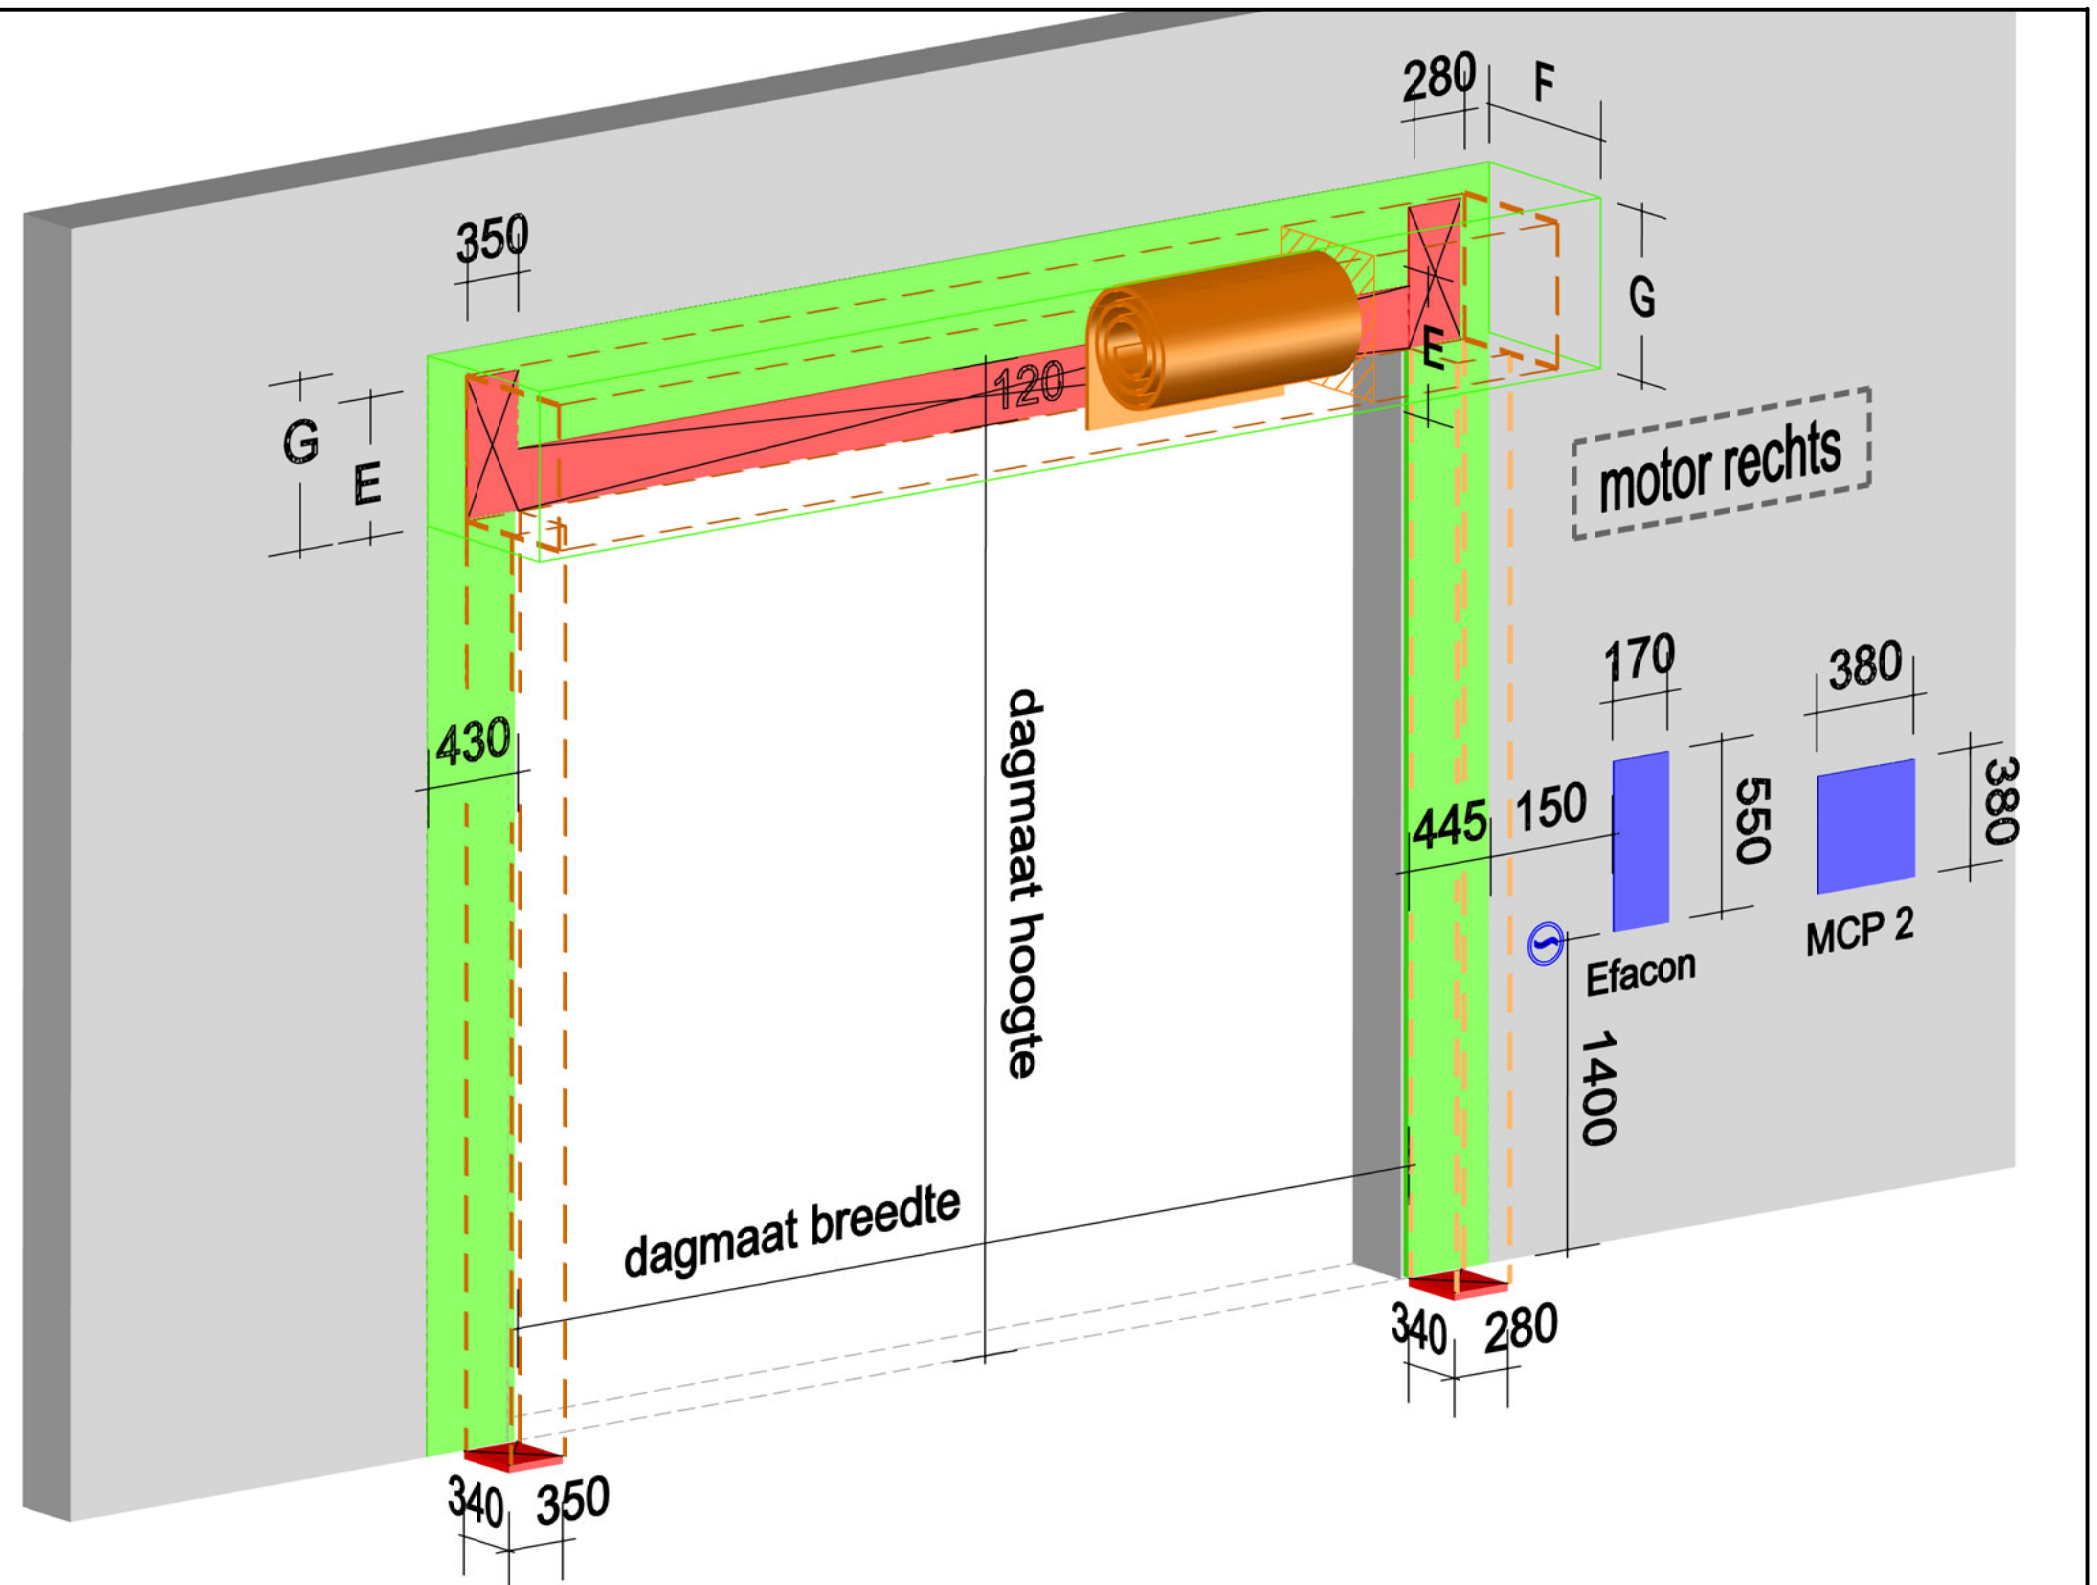 280 F
350
G
G
E
120
E
motor rechts
430
dagmaat hoogte
170
380
445
150
550
380
MCP 2
Efacon
1400
dagmaat breedte
340 280
340 350